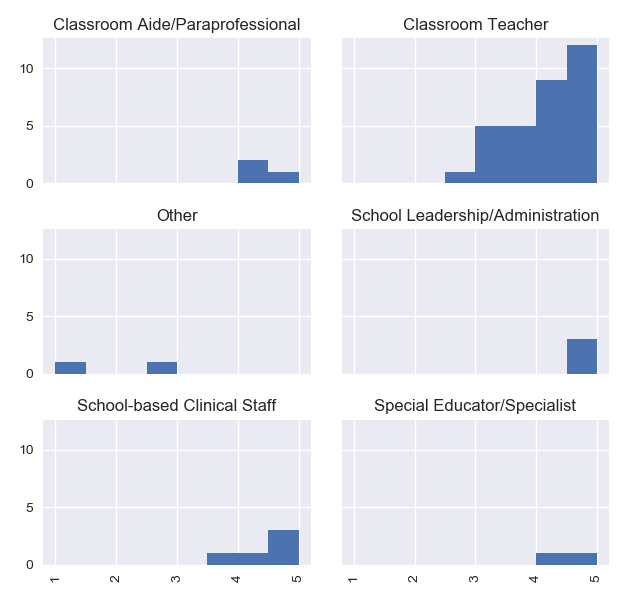 Classroom Aide/Paraprofessional
Classroom Teacher
10
5
0
Other
School Leadership/Administration
10
5
0
School-based Clinical Staff
Special Educator/Specialist
10
5
0
1 2 3 4 5
1 2 3 4 5